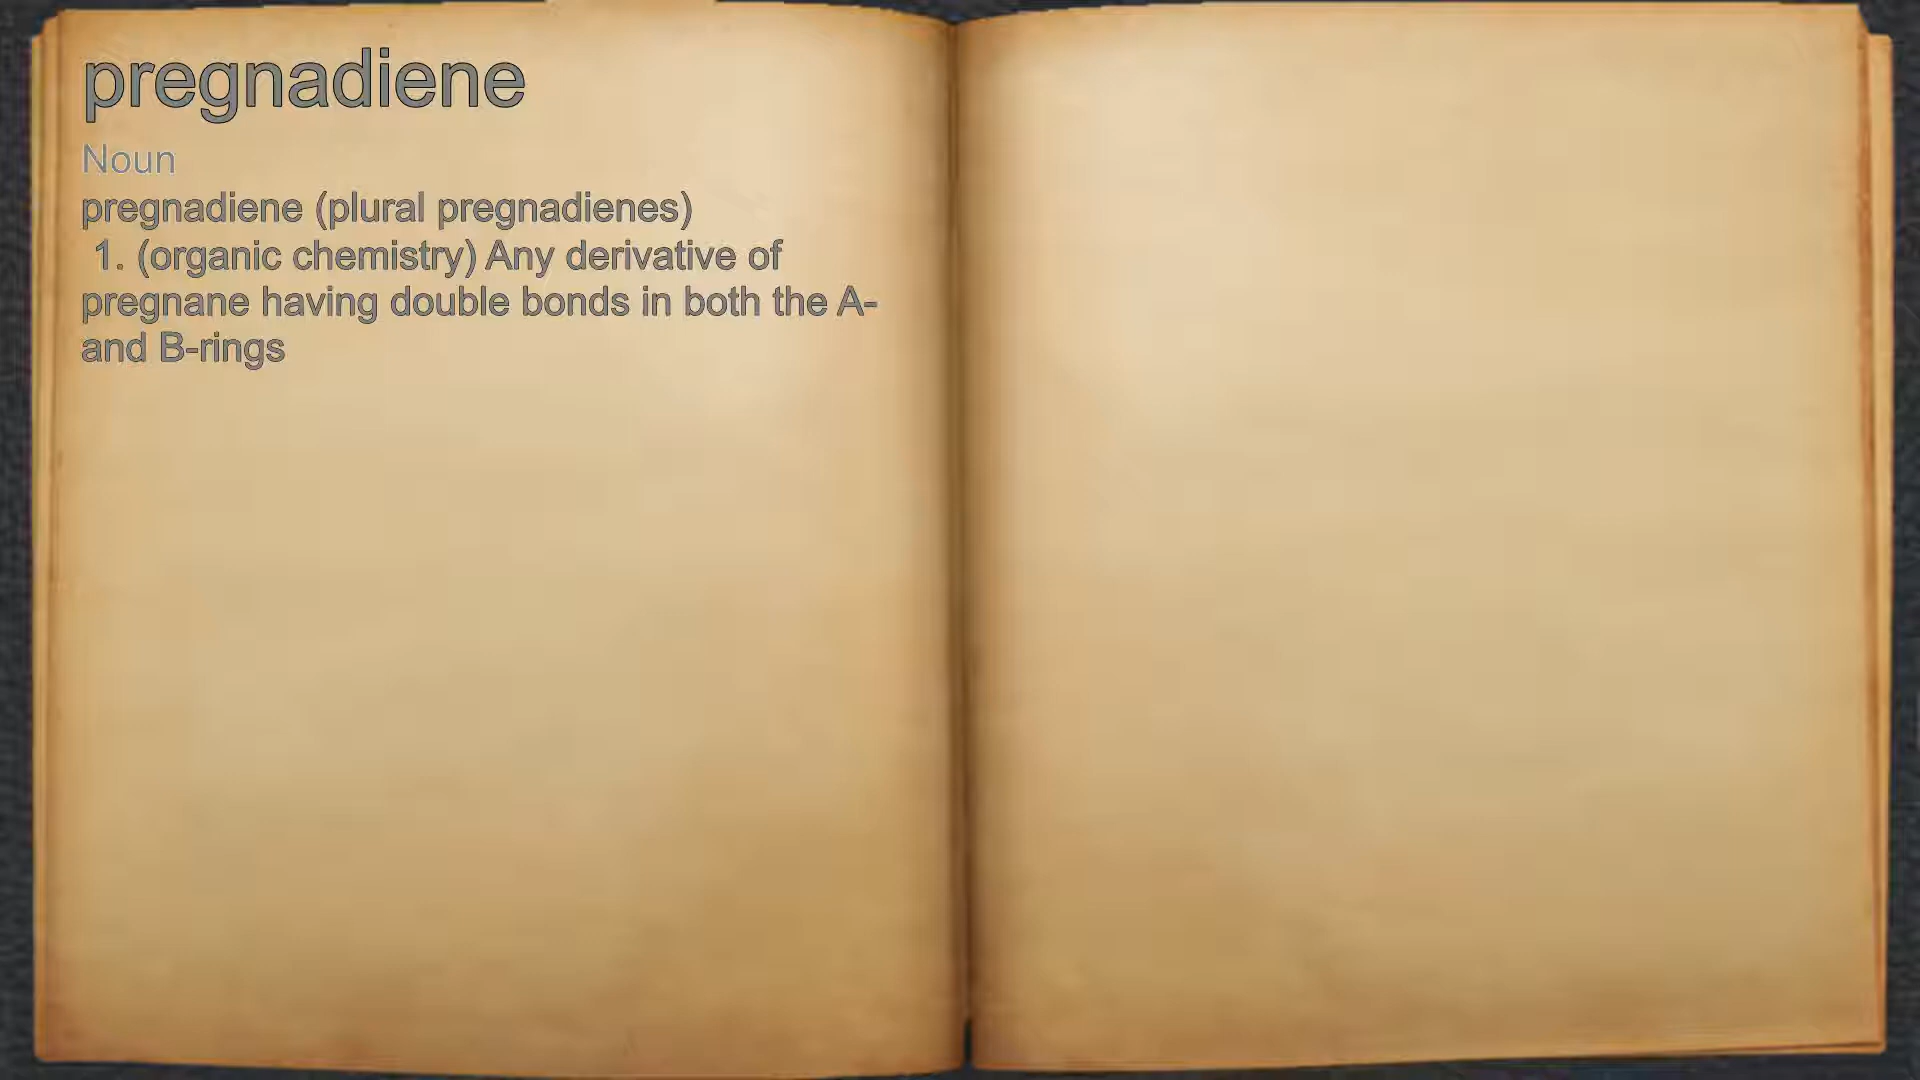 pregnadiene
Noun
pregnadiene (plural pregnadienes)
1. (organic chemistry) Any derivative of
pregnane having double bonds in both the A-
and B-rings